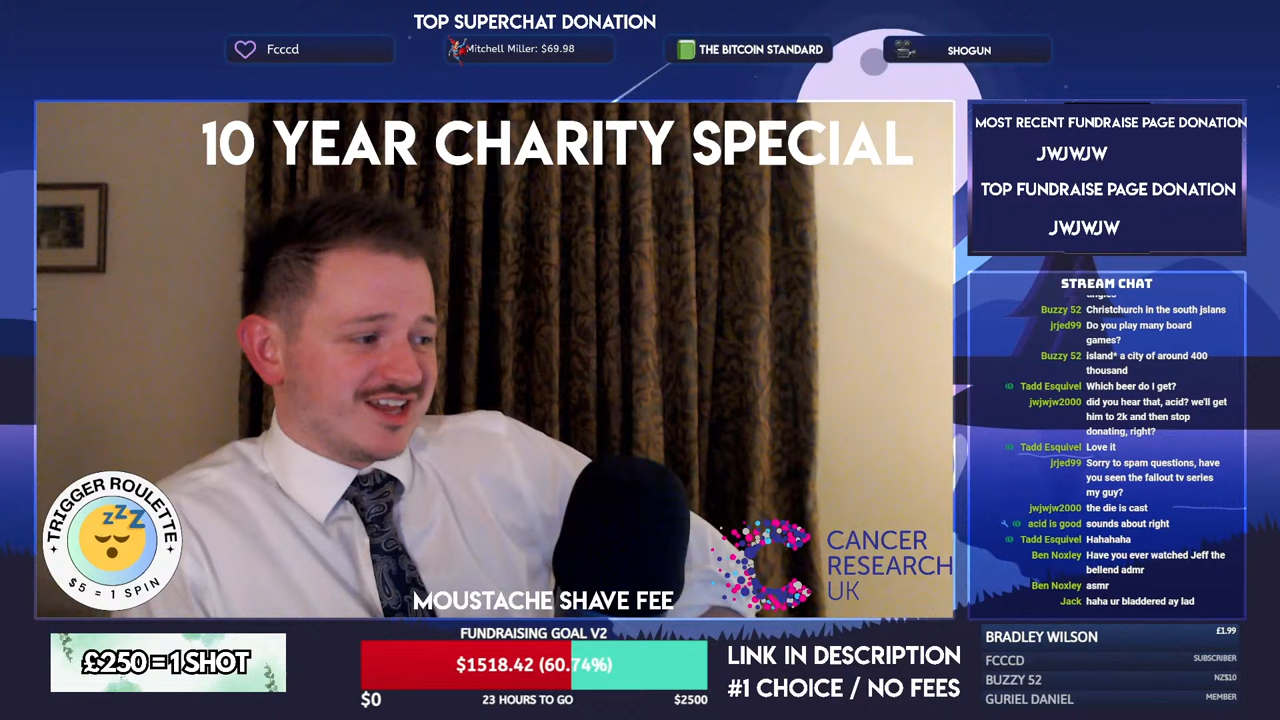 TOP SUPERCHAT DONATION
Fcccd
Mitchell Miller: $69.98
THE BITCOIN STANDARD
SHOGUN
10 YEAR CHARITY SPECIAL
MOST RECENT FUNDRAISE PAGE DONATION
JWJWJW
TOP FUNDRAISE PAGE DONATION
JWJWJW
STREAM CHAT
Buzzy 52 Christchurch in the south jslans
jrjed99 Do you play many board
games?
Buzzy 52 island* a city of around 400
thousand
Tadd Esquivel Which beer do I get?
jwjwjw2000 did you hear that, acid? we'll get
him to 2k and then stop
donating, right?
Tadd Esquivel Love it
jrjed99 Sorry to spam questions, have
you seen the fallout tv series
my guy?
jwjwjw2000 the die is cast
acid is good sounds about right
Tadd Esquivel Hahahaha
Ben Noxley Have you ever watched Jeff the
bellend admr
Ben Noxley asmr
Jack haha ur bladdered ay lad
TRIGGER ROULETTE
zzz
$5 = 1 SPIN
CANCER
RESEARCH
UK
MOUSTACHE SHAVE FEE
£250 = 1 SHOT
FUNDRAISING GOAL V2
$1518.42 (60.74%)
$0
23 HOURS TO GO
$2500
LINK IN DESCRIPTION
#1 CHOICE / NO FEES
BRADLEY WILSON £1.99
FCCCD SUBSCRIBER
BUZZY 52 NZ$10
GURIEL DANIEL MEMBER